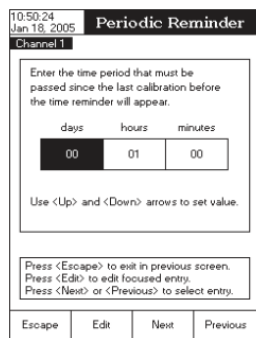 10:50:24
Jan 18, 2005
Periodic Reminder
Channel 1
Enter the time period that must be
passed since the last calibration before
the time reminder will appear.
days hours minutes
00 01 00
Use <Up> and <Down> arrows to set value.
Press <Escape> to exit in previous screen.
Press <Edit> to edit focused entry.
Press <Next> or <Previous> to select entry.
Escape Edit Next Previous